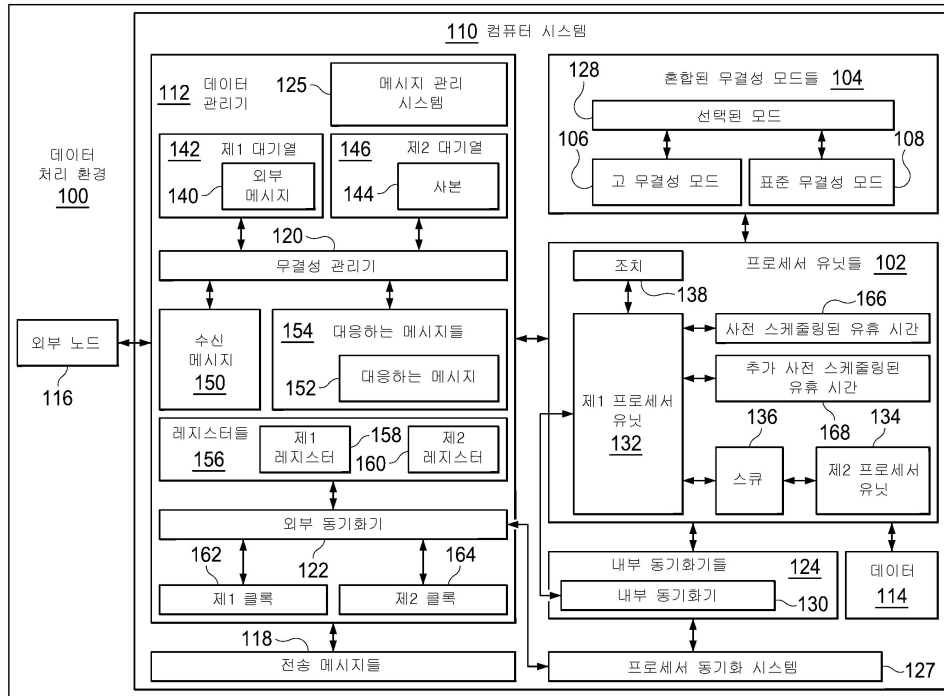 110 컴퓨터 시스템
데이터
처리 환경
100
외부 노드
116
112 데이터
관리기
125
메시지 관리
시스템
142 제1 대기열
140
외부
메시지
146 제2 대기열
144
사본
120
무결성 관리기
수신
메시지
150
154 대응하는 메시지들
152
대응하는 메시지
레지스터들
156
제1
레지스터
158
160
제2
레지스터
외부 동기화기
122
162
164
제1 클록
제2 클록
118
전송 메시지들
혼합된 무결성 모드들 104
128
선택된 모드
106
108
고 무결성 모드
표준 무결성 모드
프로세서 유닛들 102
조치
138
166
사전 스케줄링된 유휴 시간
추가 사전 스케줄링된
유휴 시간
168
제1 프로세서
유닛
132
136
134
스큐
제2 프로세서
유닛
내부 동기화기들 124
내부 동기화기
130
데이터
114
프로세서 동기화 시스템
127